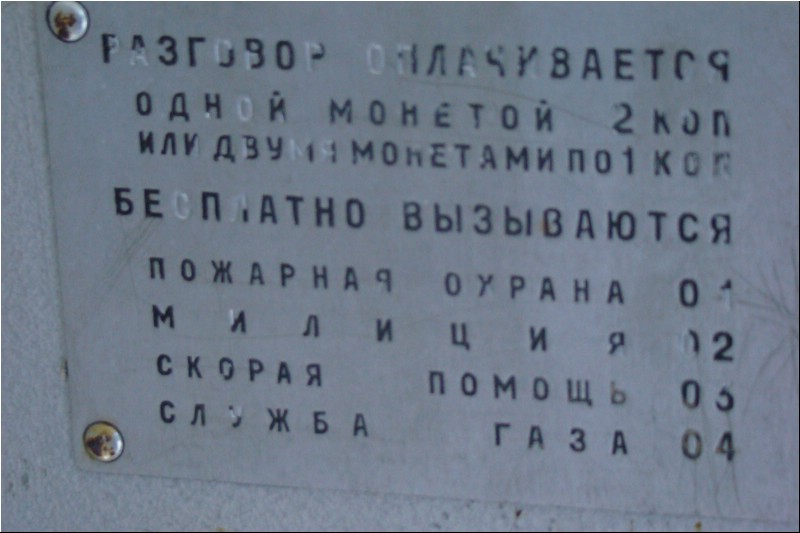 РАЗГОВОР ОПЛАЧИВАЕТСЯ
ОДНОЙ МОНЕТОЙ 2 КОП
ИЛИ ДВУМЯ МОНЕТАМИ ПО 1 КОП
БЕСПЛАТНО ВЫЗЫВАЮТСЯ
ПОЖАРНАЯ ОХРАНА 01
МИЛИЦИЯ 02
СКОРАЯ ПОМОЩЬ 03
СЛУЖБА ГАЗА 04